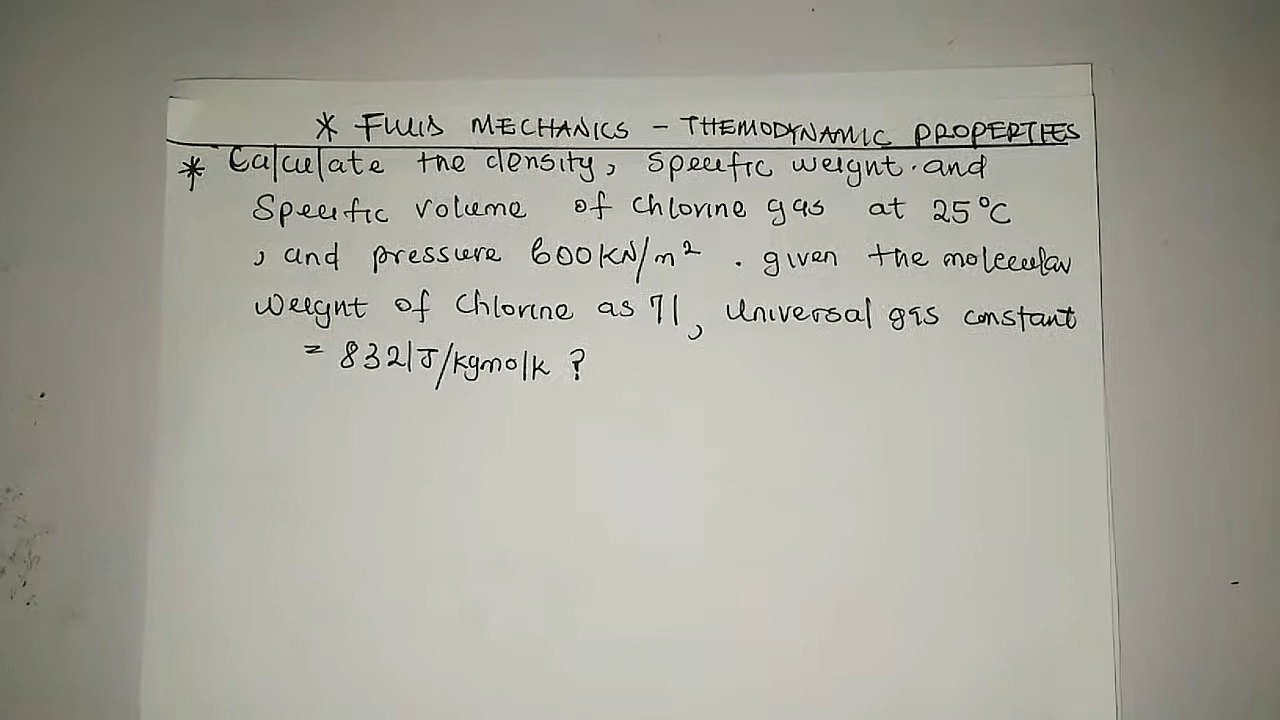 * FLUID MECHANICS - THEMODYNAMIC PROPERTIES
* Calculate the density, specific weight. and
specific volume of chlorine gas at 25°C
, and pressure 600KN/m². given the molecular
weight of chlorine as 71, universal gas constant
= 8321J/kgmolk ?